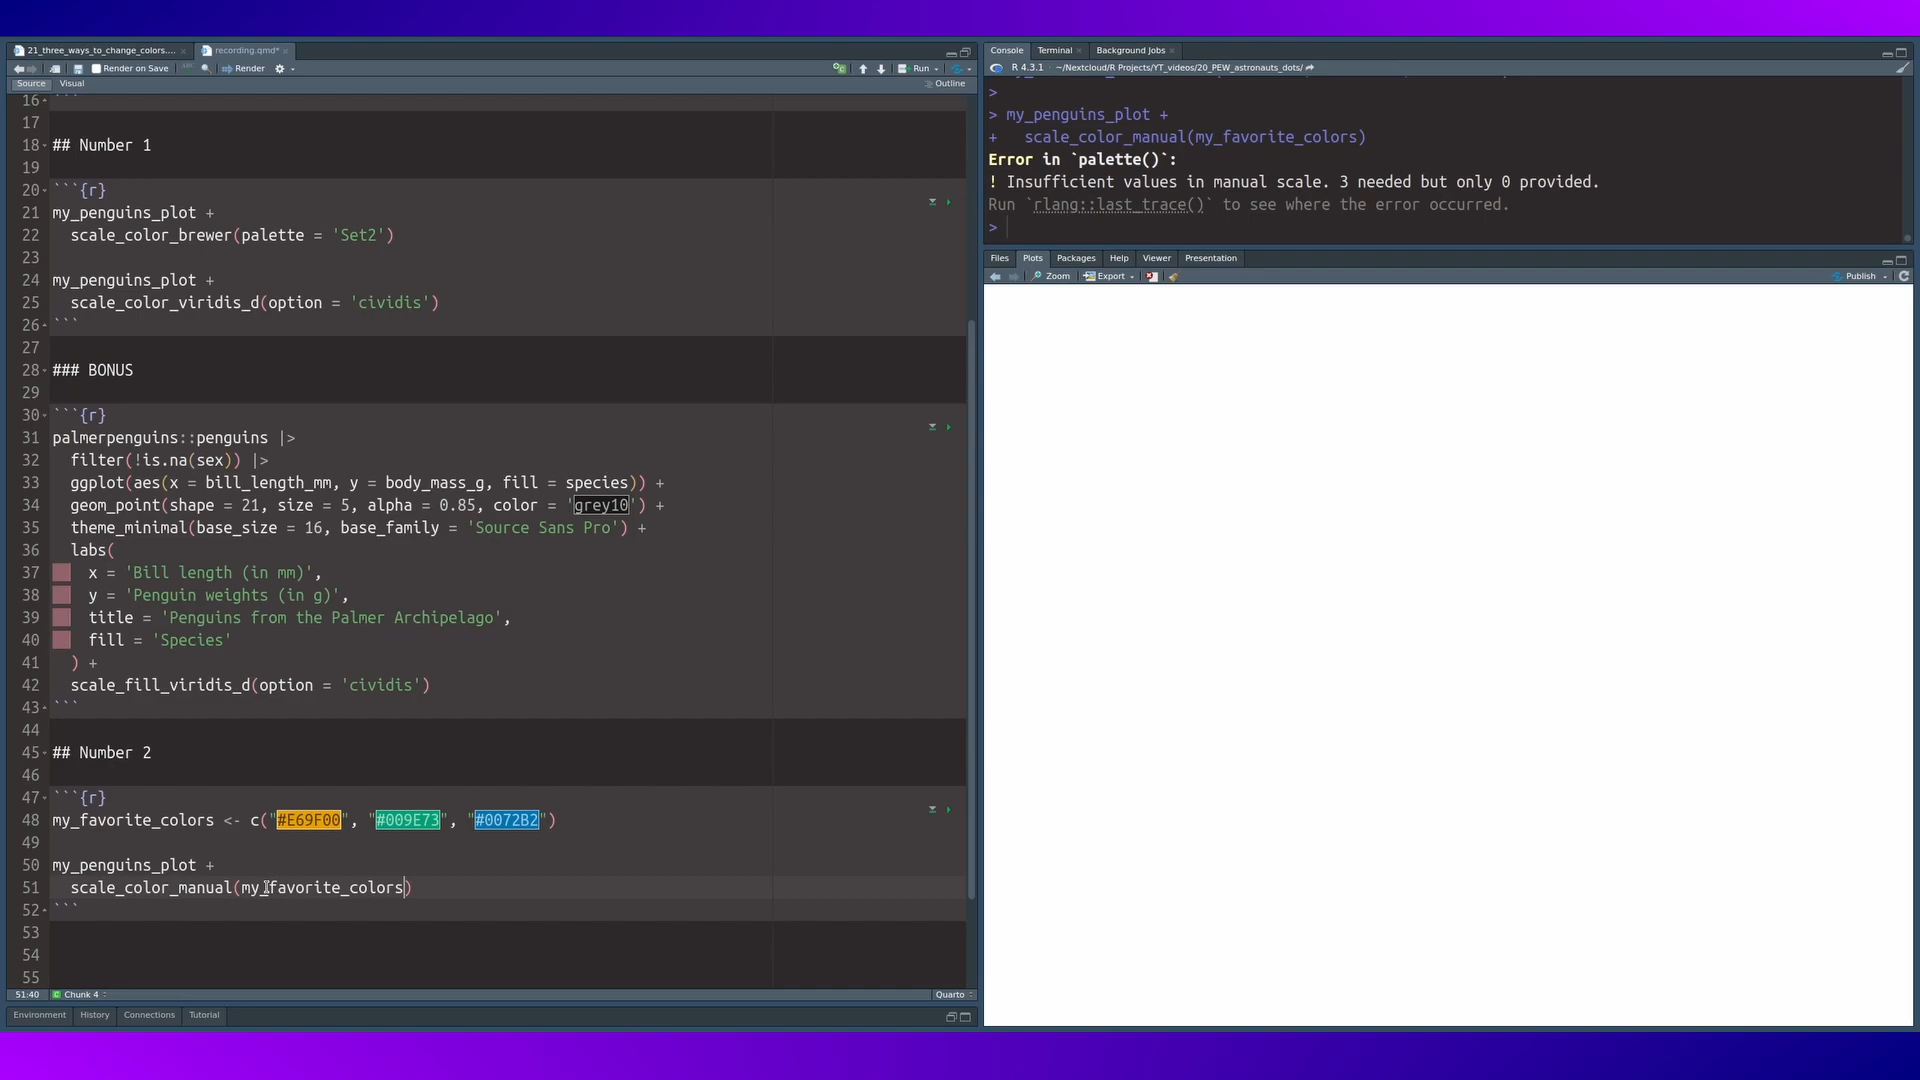 21_three_ways_to_change_colors....
recording.qmd*
Render on Save
ABC
Render
Run
Source
Visual
Outline
16 ```
17
18 ## Number 1
19
20 ```{r}
21 my_penguins_plot +
22   scale_color_brewer(palette = 'Set2')
23
24 my_penguins_plot +
25   scale_color_viridis_d(option = 'cividis')
26 ```
27
28 ### BONUS
29
30 ```{r}
31 palmerpenguins::penguins |>
32   filter(!is.na(sex)) |>
33   ggplot(aes(x = bill_length_mm, y = body_mass_g, fill = species)) +
34   geom_point(shape = 21, size = 5, alpha = 0.85, color = 'grey10') +
35   theme_minimal(base_size = 16, base_family = 'Source Sans Pro') +
36   labs(
37     x = 'Bill length (in mm)',
38     y = 'Penguin weights (in g)',
39     title = 'Penguins from the Palmer Archipelago',
40     fill = 'Species'
41   ) +
42   scale_fill_viridis_d(option = 'cividis')
43 ```
44
45 ## Number 2
46
47 ```{r}
48 my_favorite_colors <- c("#E69F00", "#009E73", "#0072B2")
49
50 my_penguins_plot +
51   scale_color_manual(my_favorite_colors)
52 ```
53
54
55
51:40
C Chunk 4
Quarto
Environment
History
Connections
Tutorial
Console
Terminal
Background Jobs
R 4.3.1 · ~/Nextcloud/R Projects/YT_videos/20_PEW_astronauts_dots/
>
> my_penguins_plot +
+   scale_color_manual(my_favorite_colors)
Error in `palette()`:
! Insufficient values in manual scale. 3 needed but only 0 provided.
Run `rlang::last_trace()` to see where the error occurred.
>
Files
Plots
Packages
Help
Viewer
Presentation
Zoom
Export
Publish